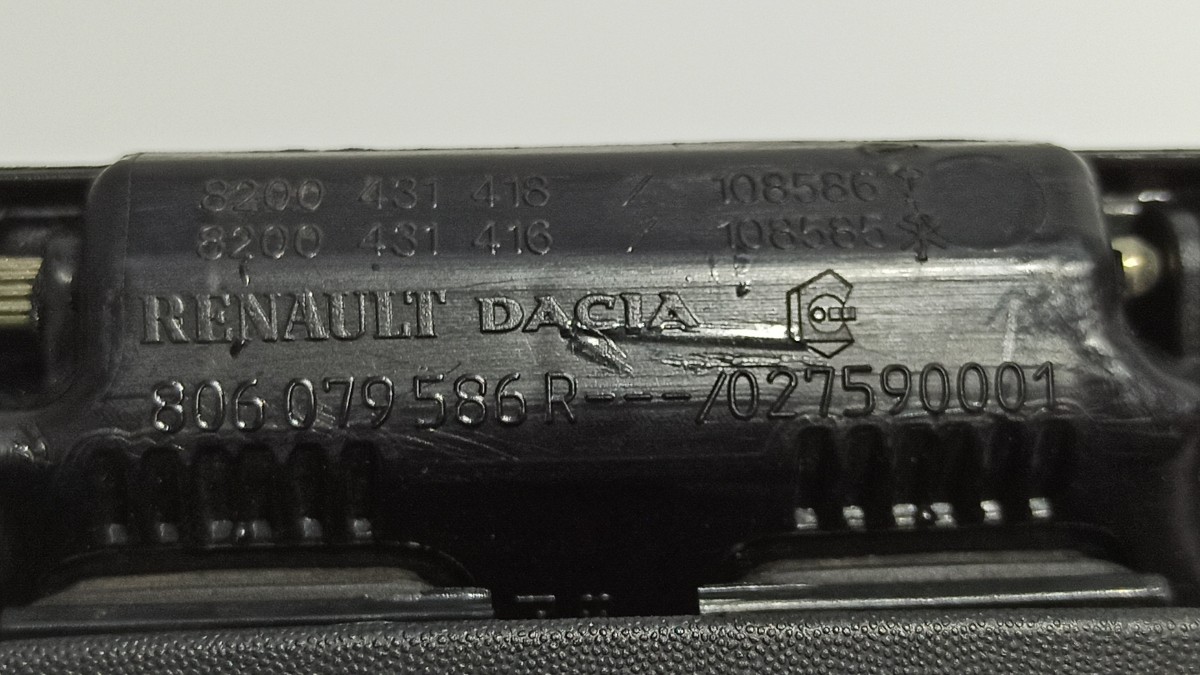 8200 431 418 / 108586
8200 431 416 / 108585
RENAULT DACIA
806 079 586 R---/027590001